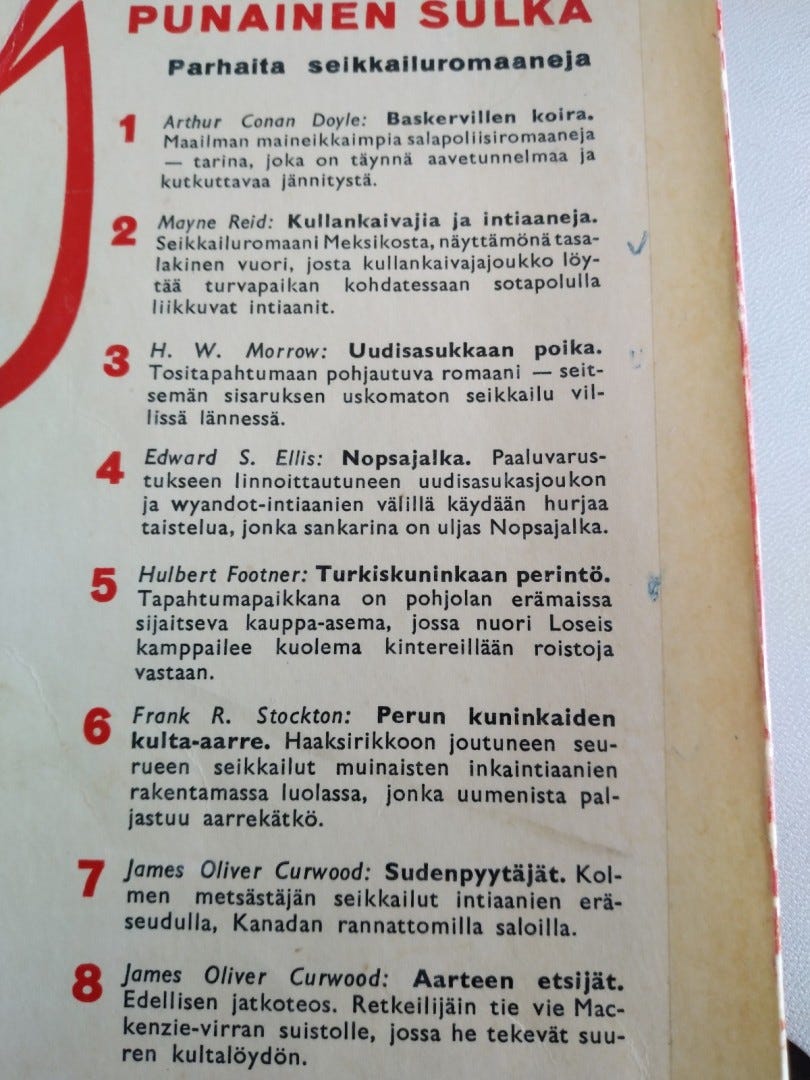 PUNAINEN SULKA
Parhaita seikkailuromaaneja
1 Arthur Conan Doyle: Baskervillen koira.
Maailman maineikkaimpia salapoliisiromaaneja
— tarina, joka on täynnä aavetunnelmaa ja
kutkuttavaa jännitystä.
2 Mayne Reid: Kullankaivajia ja intiaaneja.
Seikkailuromaani Meksikosta, näyttämönä tasa-
lakinen vuori, josta kullankaivajajoukko löy-
tää turvapaikan kohdatessaan sotapolulla
liikkuvat intiaanit.
3 H. W. Morrow: Uudisasukkaan poika.
Tositapahtumaan pohjautuva romaani — seit-
semän sisaruksen uskomaton seikkailu vil-
lissä lännessä.
4 Edward S. Ellis: Nopsajalka. Paaluvarus-
tukseen linnoittautuneen uudisasukasjoukon
ja wyandot-intiaanien välillä käydään hurjaa
taistelua, jonka sankarina on uljas Nopsajalka.
5 Hulbert Footner: Turkiskuninkaan perintö.
Tapahtumapaikkana on pohjolan erämaissa
sijaitseva kauppa-asema, jossa nuori Loseis
kamppailee kuolema kintereillään roistoja
vastaan.
6 Frank R. Stockton: Perun kuninkaiden
kulta-aarre. Haaksirikkoon joutuneen seu-
rueen seikkailut muinaisten inkaintiaanien
rakentamassa luolassa, jonka uumenista pal-
jastuu aarrekätkö.
7 James Oliver Curwood: Sudenpyytäjät. Kol-
men metsästäjän seikkailut intiaanien erä-
seudulla, Kanadan rannattomilla saloilla.
8 James Oliver Curwood: Aarteen etsijät.
Edellisen jatkoteos. Retkeilijäin tie vie Mac-
kenzie-virran suistolle, jossa he tekevät suu-
ren kultalöydön.